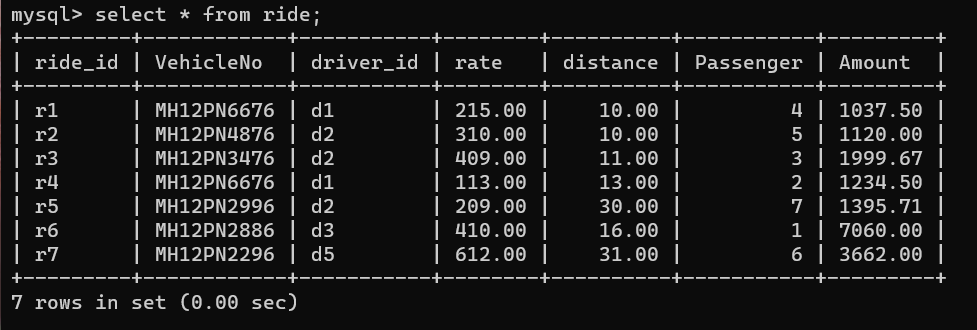 mysql> select * from ride;
+---------+------------+-----------+--------+----------+-----------+---------+
| ride_id | VehicleNo  | driver_id | rate   | distance | Passenger | Amount  |
+---------+------------+-----------+--------+----------+-----------+---------+
| r1      | MH12PN6676 | d1        | 215.00 |    10.00 |         4 | 1037.50 |
| r2      | MH12PN4876 | d2        | 310.00 |    10.00 |         5 | 1120.00 |
| r3      | MH12PN3476 | d2        | 409.00 |    11.00 |         3 | 1999.67 |
| r4      | MH12PN6676 | d1        | 113.00 |    13.00 |         2 | 1234.50 |
| r5      | MH12PN2996 | d2        | 209.00 |    30.00 |         7 | 1395.71 |
| r6      | MH12PN2886 | d3        | 410.00 |    16.00 |         1 | 7060.00 |
| r7      | MH12PN2296 | d5        | 612.00 |    31.00 |         6 | 3662.00 |
+---------+------------+-----------+--------+----------+-----------+---------+
7 rows in set (0.00 sec)